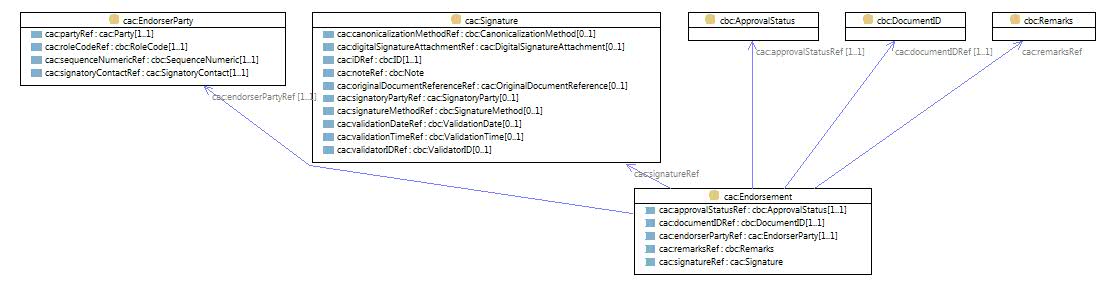 cac:EndorserParty
cac:partyRef : cac:Party[1..1]
cac:roleCodeRef : cbc:RoleCode[1..1]
cac:sequenceNumericRef : cbc:SequenceNumeric[1..1]
cac:signatoryContactRef : cac:SignatoryContact[1..1]
cac:endorserPartyRef [1..1]
cac:Signature
cac:canonicalizationMethodRef : cbc:CanonicalizationMethod[0..1]
cac:digitalSignatureAttachmentRef : cac:DigitalSignatureAttachment[0..1]
cac:iDRef : cbc:ID[1..1]
cac:noteRef : cbc:Note
cac:originalDocumentReferenceRef : cac:OriginalDocumentReference[0..1]
cac:signatoryPartyRef : cac:SignatoryParty[0..1]
cac:signatureMethodRef : cbc:SignatureMethod[0..1]
cac:validationDateRef : cbc:ValidationDate[0..1]
cac:validationTimeRef : cbc:ValidationTime[0..1]
cac:validatorIDRef : cbc:ValidatorID[0..1]
cbc:ApprovalStatus
cbc:DocumentID
cbc:Remarks
cac:approvalStatusRef [1..1]
cac:documentIDRef [1..1]
cac:remarksRef
cac:signatureRef
cac:Endorsement
cac:approvalStatusRef : cbc:ApprovalStatus[1..1]
cac:documentIDRef : cbc:DocumentID[1..1]
cac:endorserPartyRef : cac:EndorserParty[1..1]
cac:remarksRef : cbc:Remarks
cac:signatureRef : cac:Signature